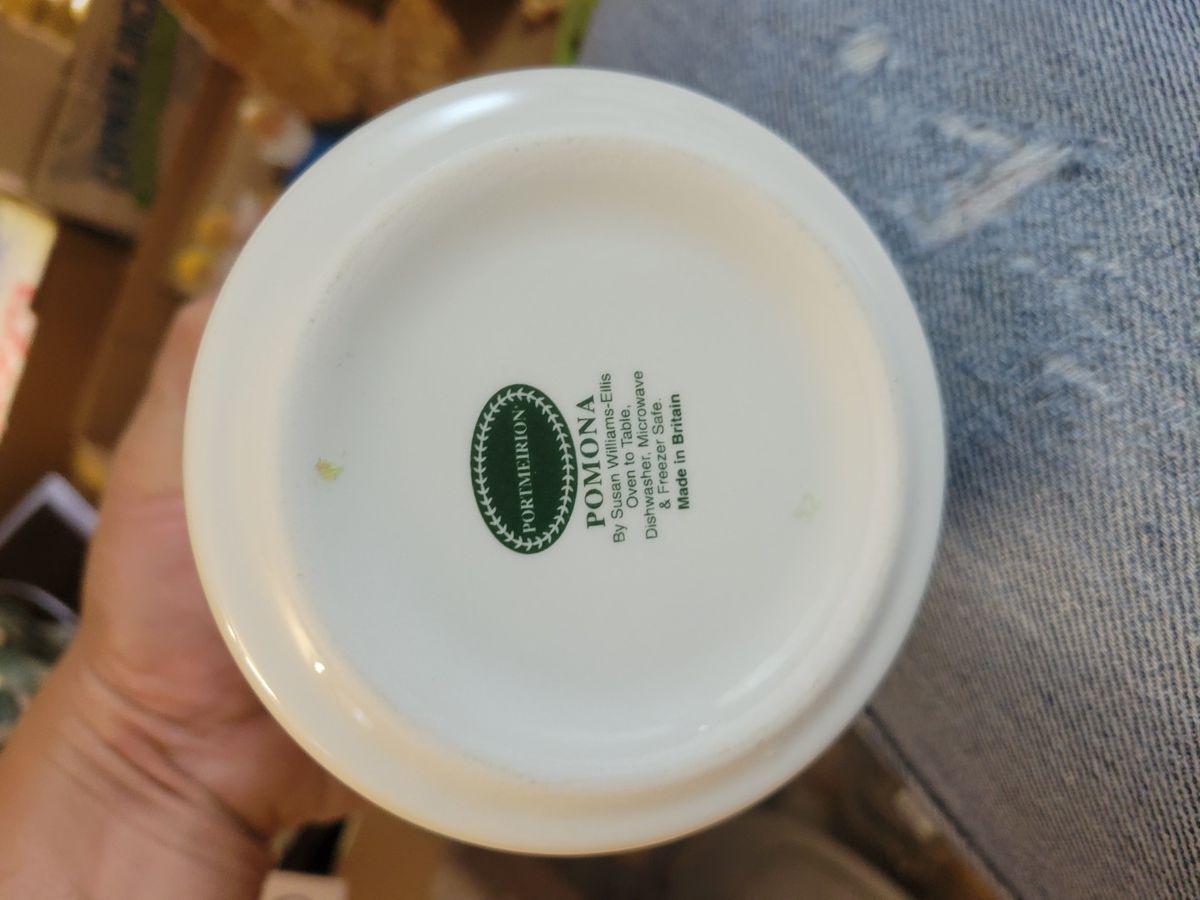 PORTMEIRION
POMONA
By Susan Williams-Ellis
Oven to Table,
Dishwasher, Microwave
& Freezer Safe.
Made in Britain